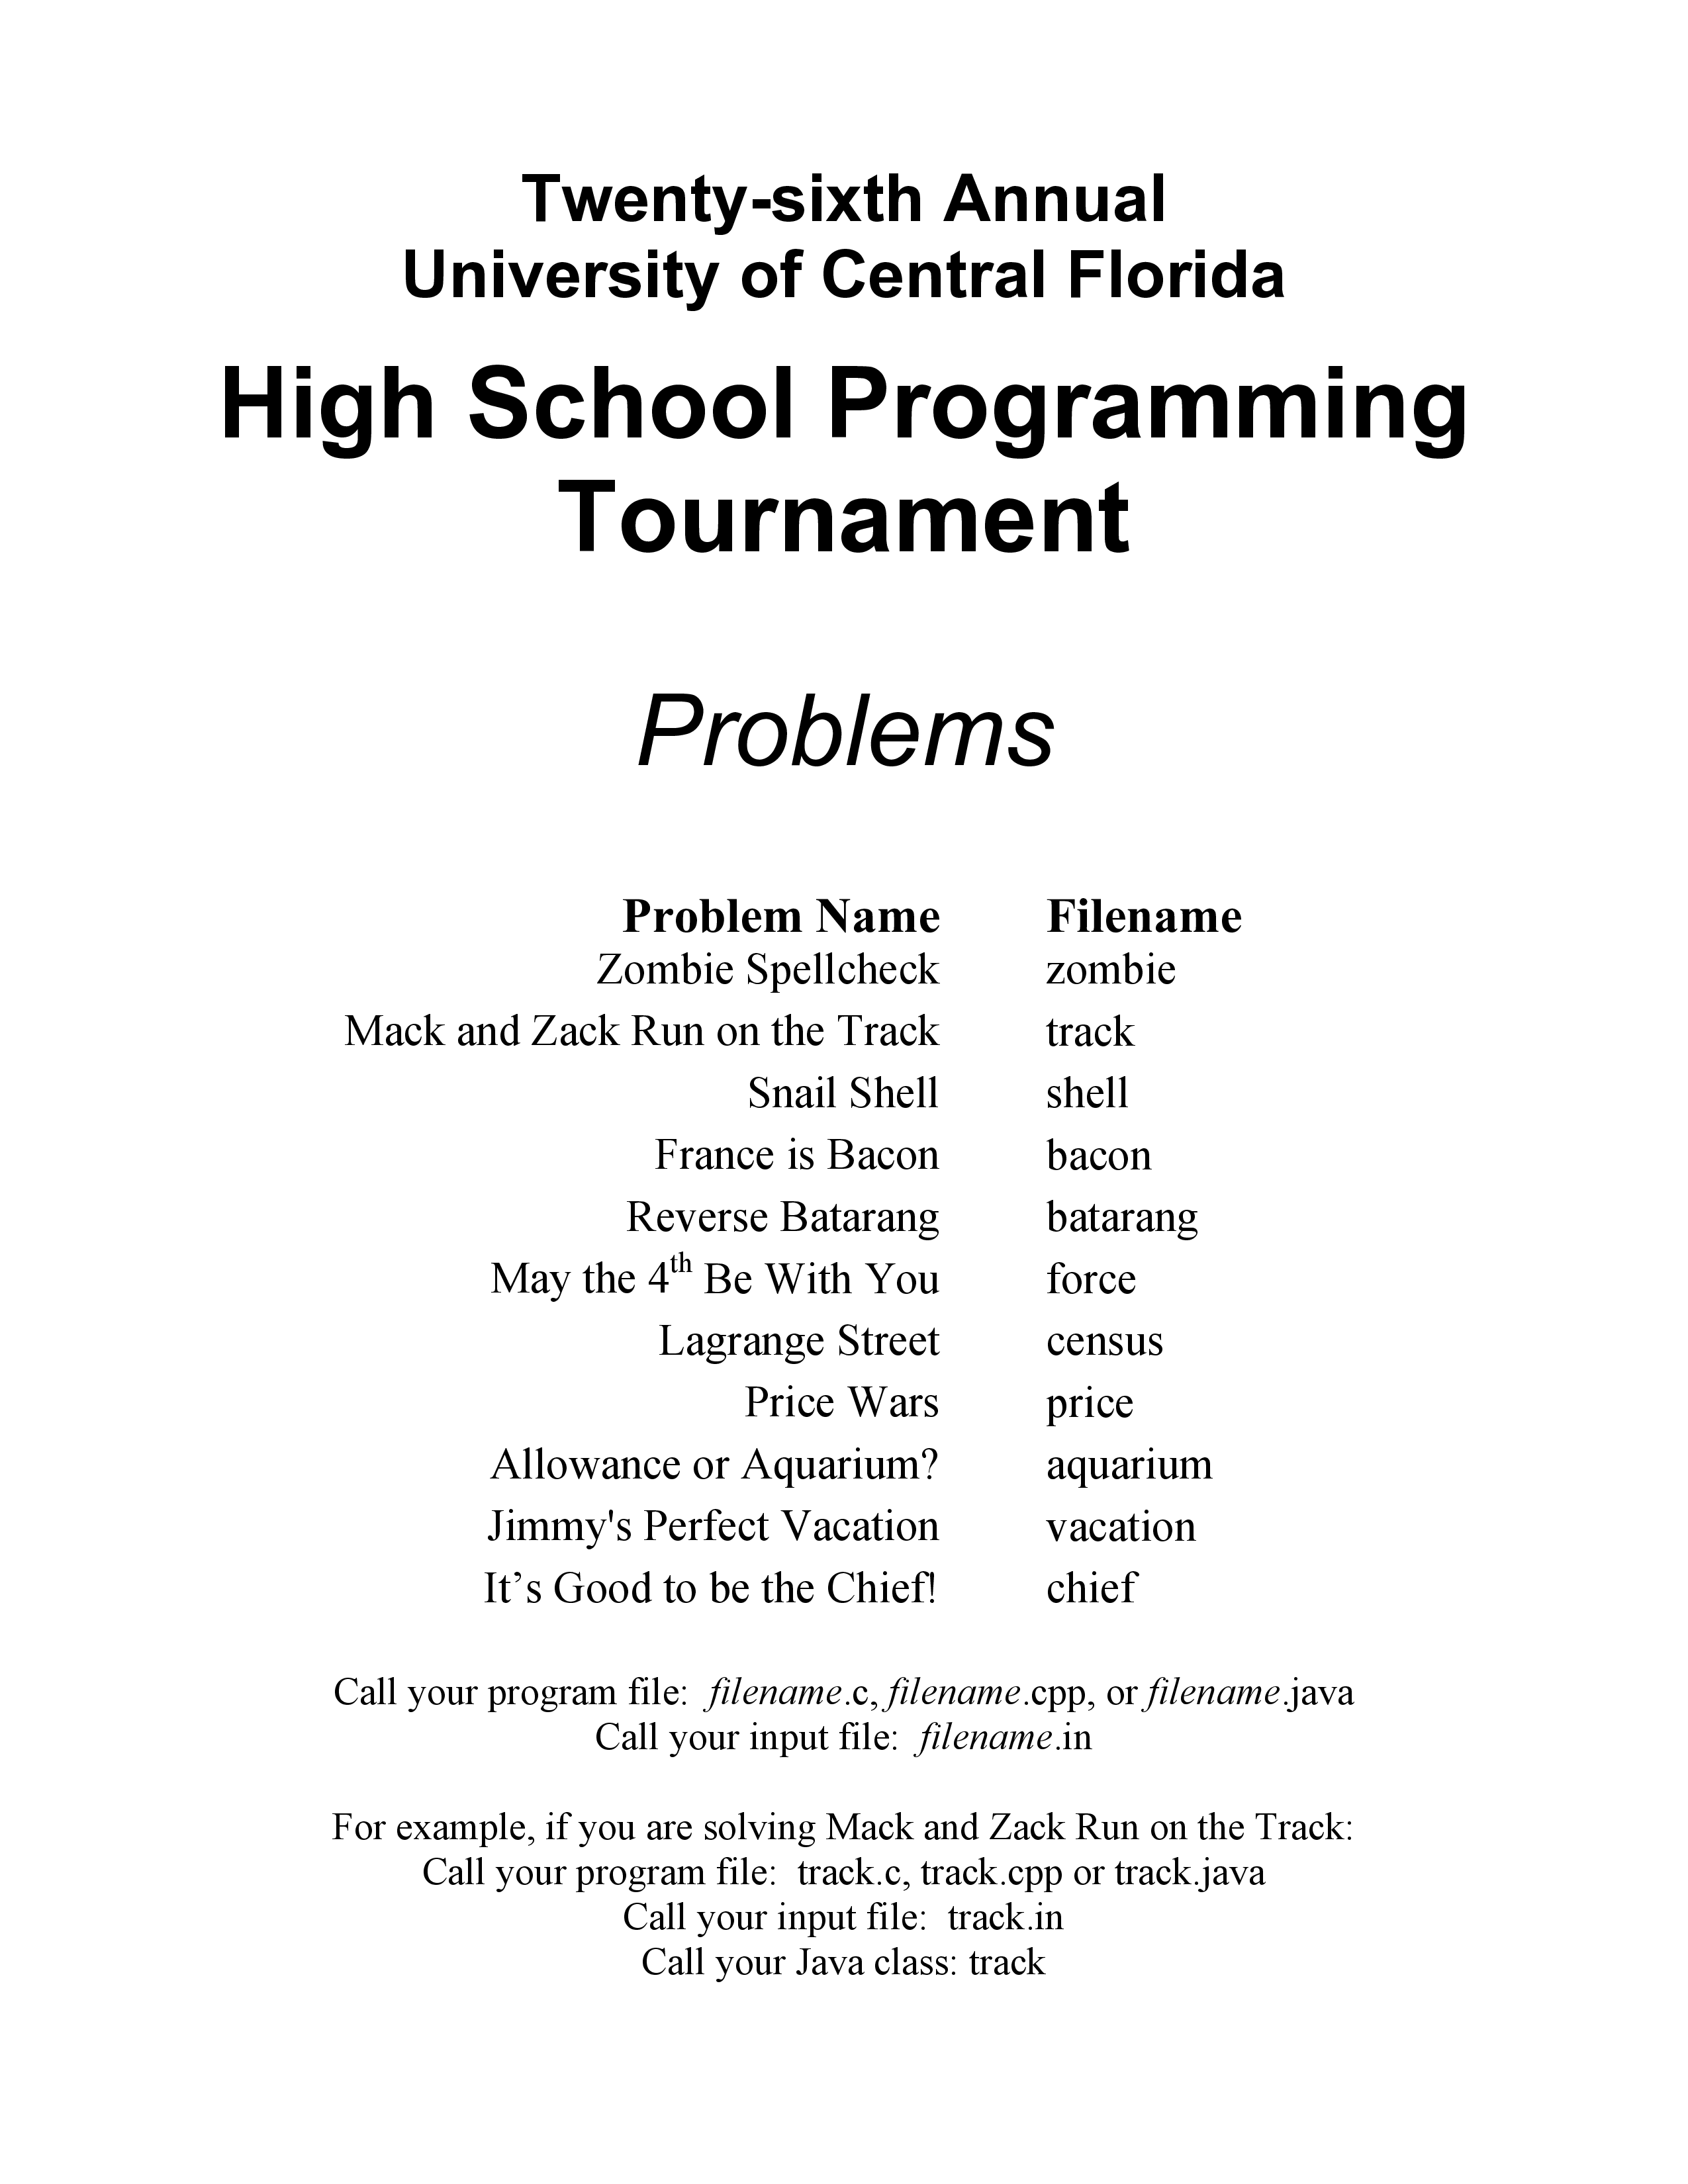 Twenty-sixth Annual
University of Central Florida
High School Programming
Tournament
Problems
Problem Name Filename
Zombie Spellcheck zombie
Mack and Zack Run on the Track track
Snail Shell shell
France is Bacon bacon
Reverse Batarang batarang
May the 4th Be With You force
Lagrange Street census
Price Wars price
Allowance or Aquarium? aquarium
Jimmy's Perfect Vacation vacation
It’s Good to be the Chief! chief
Call your program file: filename.c, filename.cpp, or filename.java
Call your input file: filename.in
For example, if you are solving Mack and Zack Run on the Track:
Call your program file: track.c, track.cpp or track.java
Call your input file: track.in
Call your Java class: track